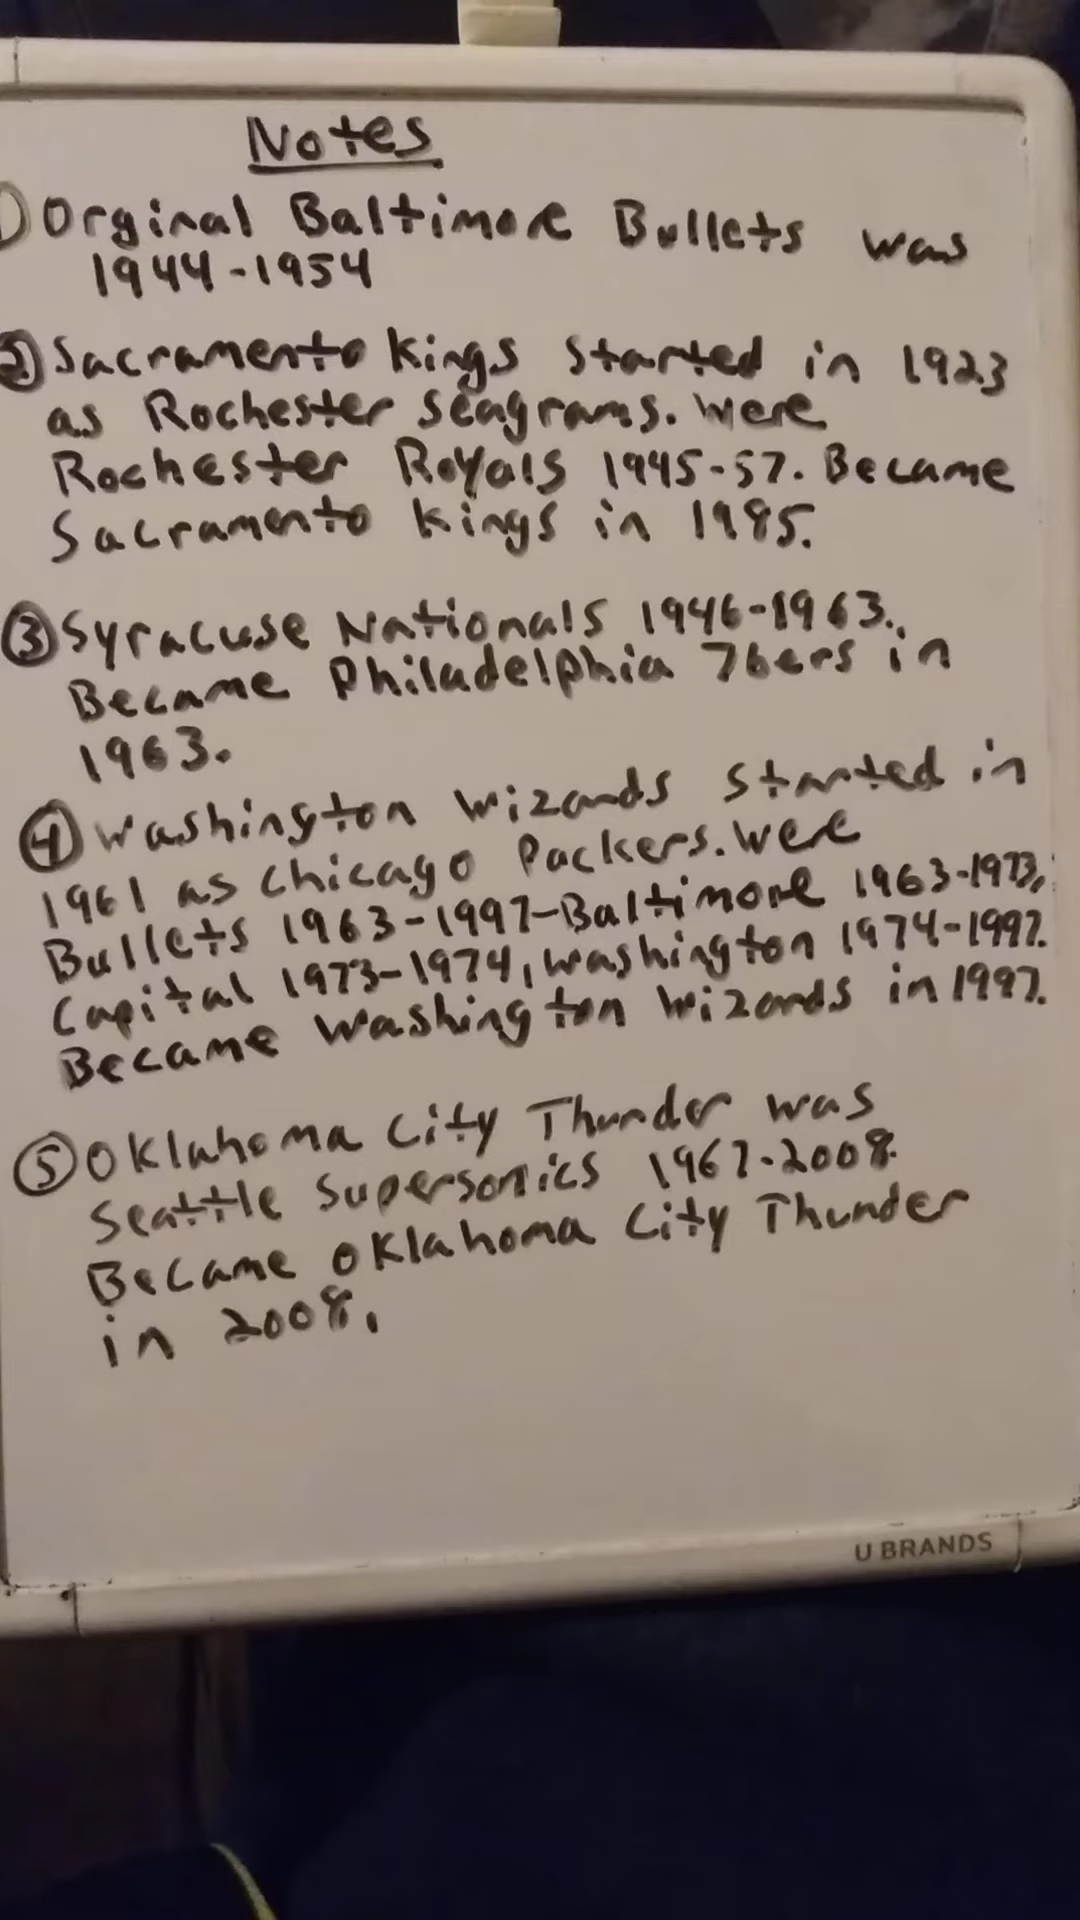 Notes
① Orginal Baltimore Bullets was
1944-1954
② Sacramento Kings started in 1923
as Rochester Seagrams. Were
Rochester Royals 1945-57. Became
Sacramento Kings in 1985.
③ Syracuse Nationals 1946-1963.
Became Philadelphia 76ers in
1963.
④ Washington Wizards started in
1961 as Chicago Packers. Were
Bullets 1963-1997-Baltimore 1963-1973,
Capital 1973-1974, Washington 1974-1997.
Became Washington Wizards in 1997.
⑤ Oklahoma City Thunder was
Seattle Supersonics 1967-2008.
Became Oklahoma City Thunder
in 2008.
U BRANDS